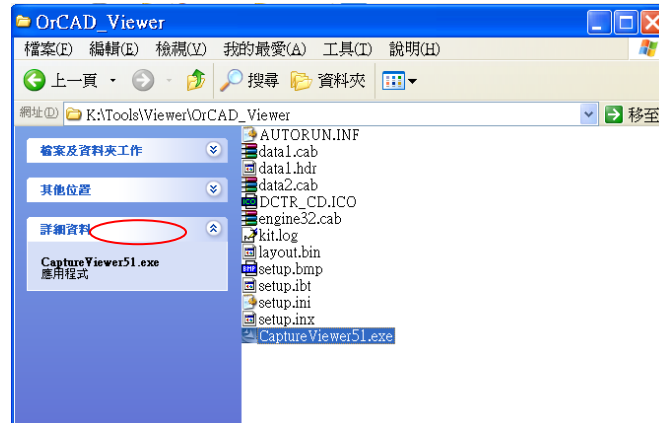 OrCAD_Viewer
檔案(F) 編輯(E) 檢視(V) 我的最愛(A) 工具(T) 說明(H)
上一頁 搜尋 資料夾
網址(D) K:\Tools\Viewer\OrCAD_Viewer 移至
檔案及資料夾工作
其他位置
詳細資料
CaptureViewer51.exe
應用程式
AUTORUN.INF
data1.cab
data1.hdr
data2.cab
DCTR_CD.ICO
engine32.cab
kit.log
layout.bin
setup.bmp
setup.ibt
setup.ini
setup.inx
CaptureViewer51.exe